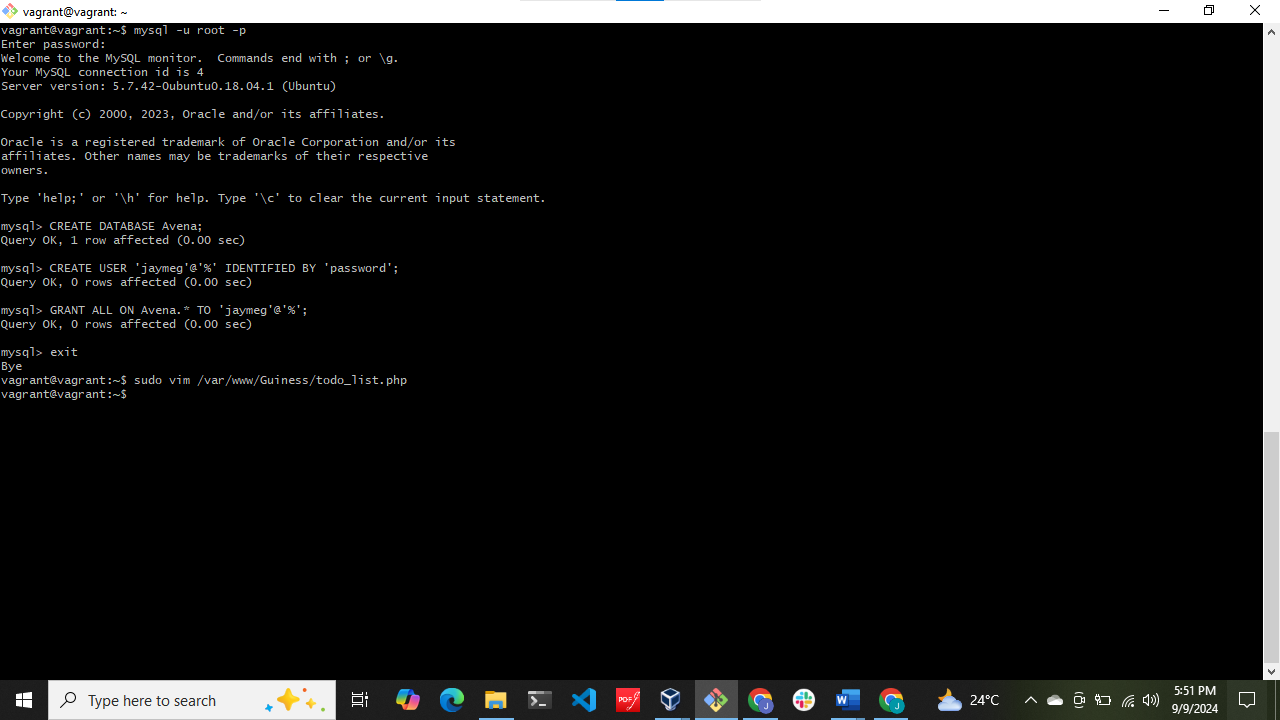 vagrant@vagrant: ~
vagrant@vagrant:~$ mysql -u root -p
Enter password:
Welcome to the MySQL monitor.  Commands end with ; or \g.
Your MySQL connection id is 4
Server version: 5.7.42-0ubuntu0.18.04.1 (Ubuntu)
Copyright (c) 2000, 2023, Oracle and/or its affiliates.
Oracle is a registered trademark of Oracle Corporation and/or its
affiliates. Other names may be trademarks of their respective
owners.
Type 'help;' or '\h' for help. Type '\c' to clear the current input statement.
mysql> CREATE DATABASE Avena;
Query OK, 1 row affected (0.00 sec)
mysql> CREATE USER 'jaymeg'@'%' IDENTIFIED BY 'password';
Query OK, 0 rows affected (0.00 sec)
mysql> GRANT ALL ON Avena.* TO 'jaymeg'@'%';
Query OK, 0 rows affected (0.00 sec)
mysql> exit
Bye
vagrant@vagrant:~$ sudo vim /var/www/Guiness/todo_list.php
vagrant@vagrant:~$
Type here to search
PDF
W
J
J
24°C
5:51 PM
9/9/2024